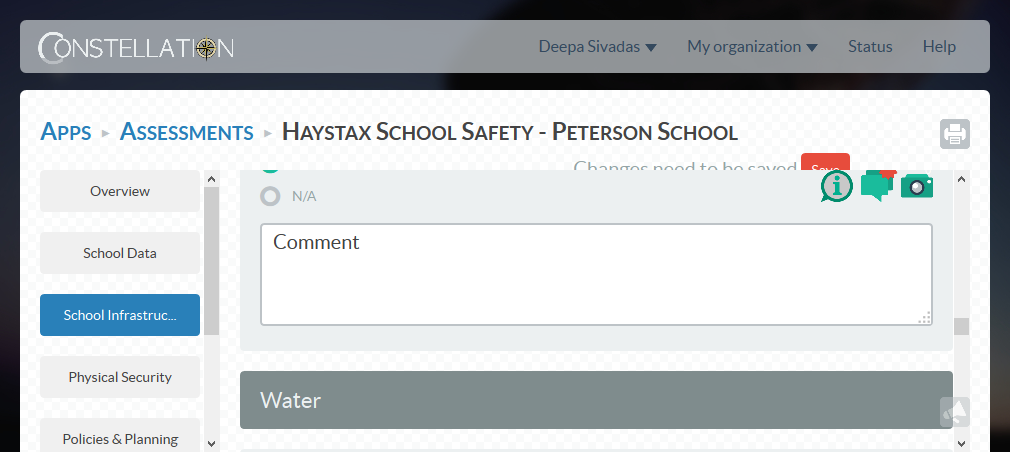 CONSTELLATION
Deepa Sivadas My organization Status Help
APPS ASSESSMENTS HAYSTAX SCHOOL SAFETY - PETERSON SCHOOL
Changes need to be saved Save
Overview
N/A
School Data
Comment
School Infrastruc...
Physical Security
Water
Policies & Planning